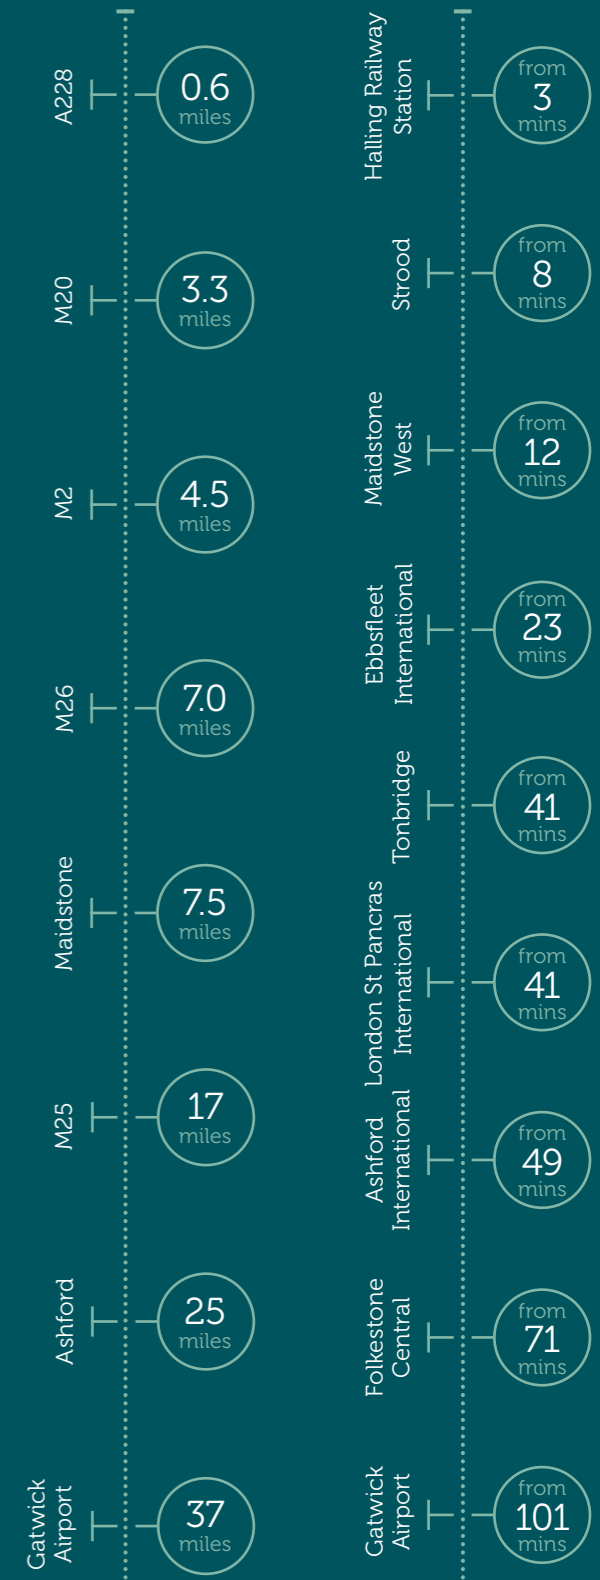 A228
0.6
miles
M20
3.3
miles
M2
4.5
miles
M26
7.0
miles
Maidstone
7.5
miles
M25
17
miles
Ashford
25
miles
Gatwick
Airport
37
miles
Halling Railway
Station
from
3
mins
Strood
from
8
mins
Maidstone
West
from
12
mins
Ebbsfleet
International
from
23
mins
Tonbridge
from
41
mins
London St Pancras
International
from
41
mins
Ashford
International
from
49
mins
Folkestone
Central
from
71
mins
Gatwick
Airport
from
101
mins